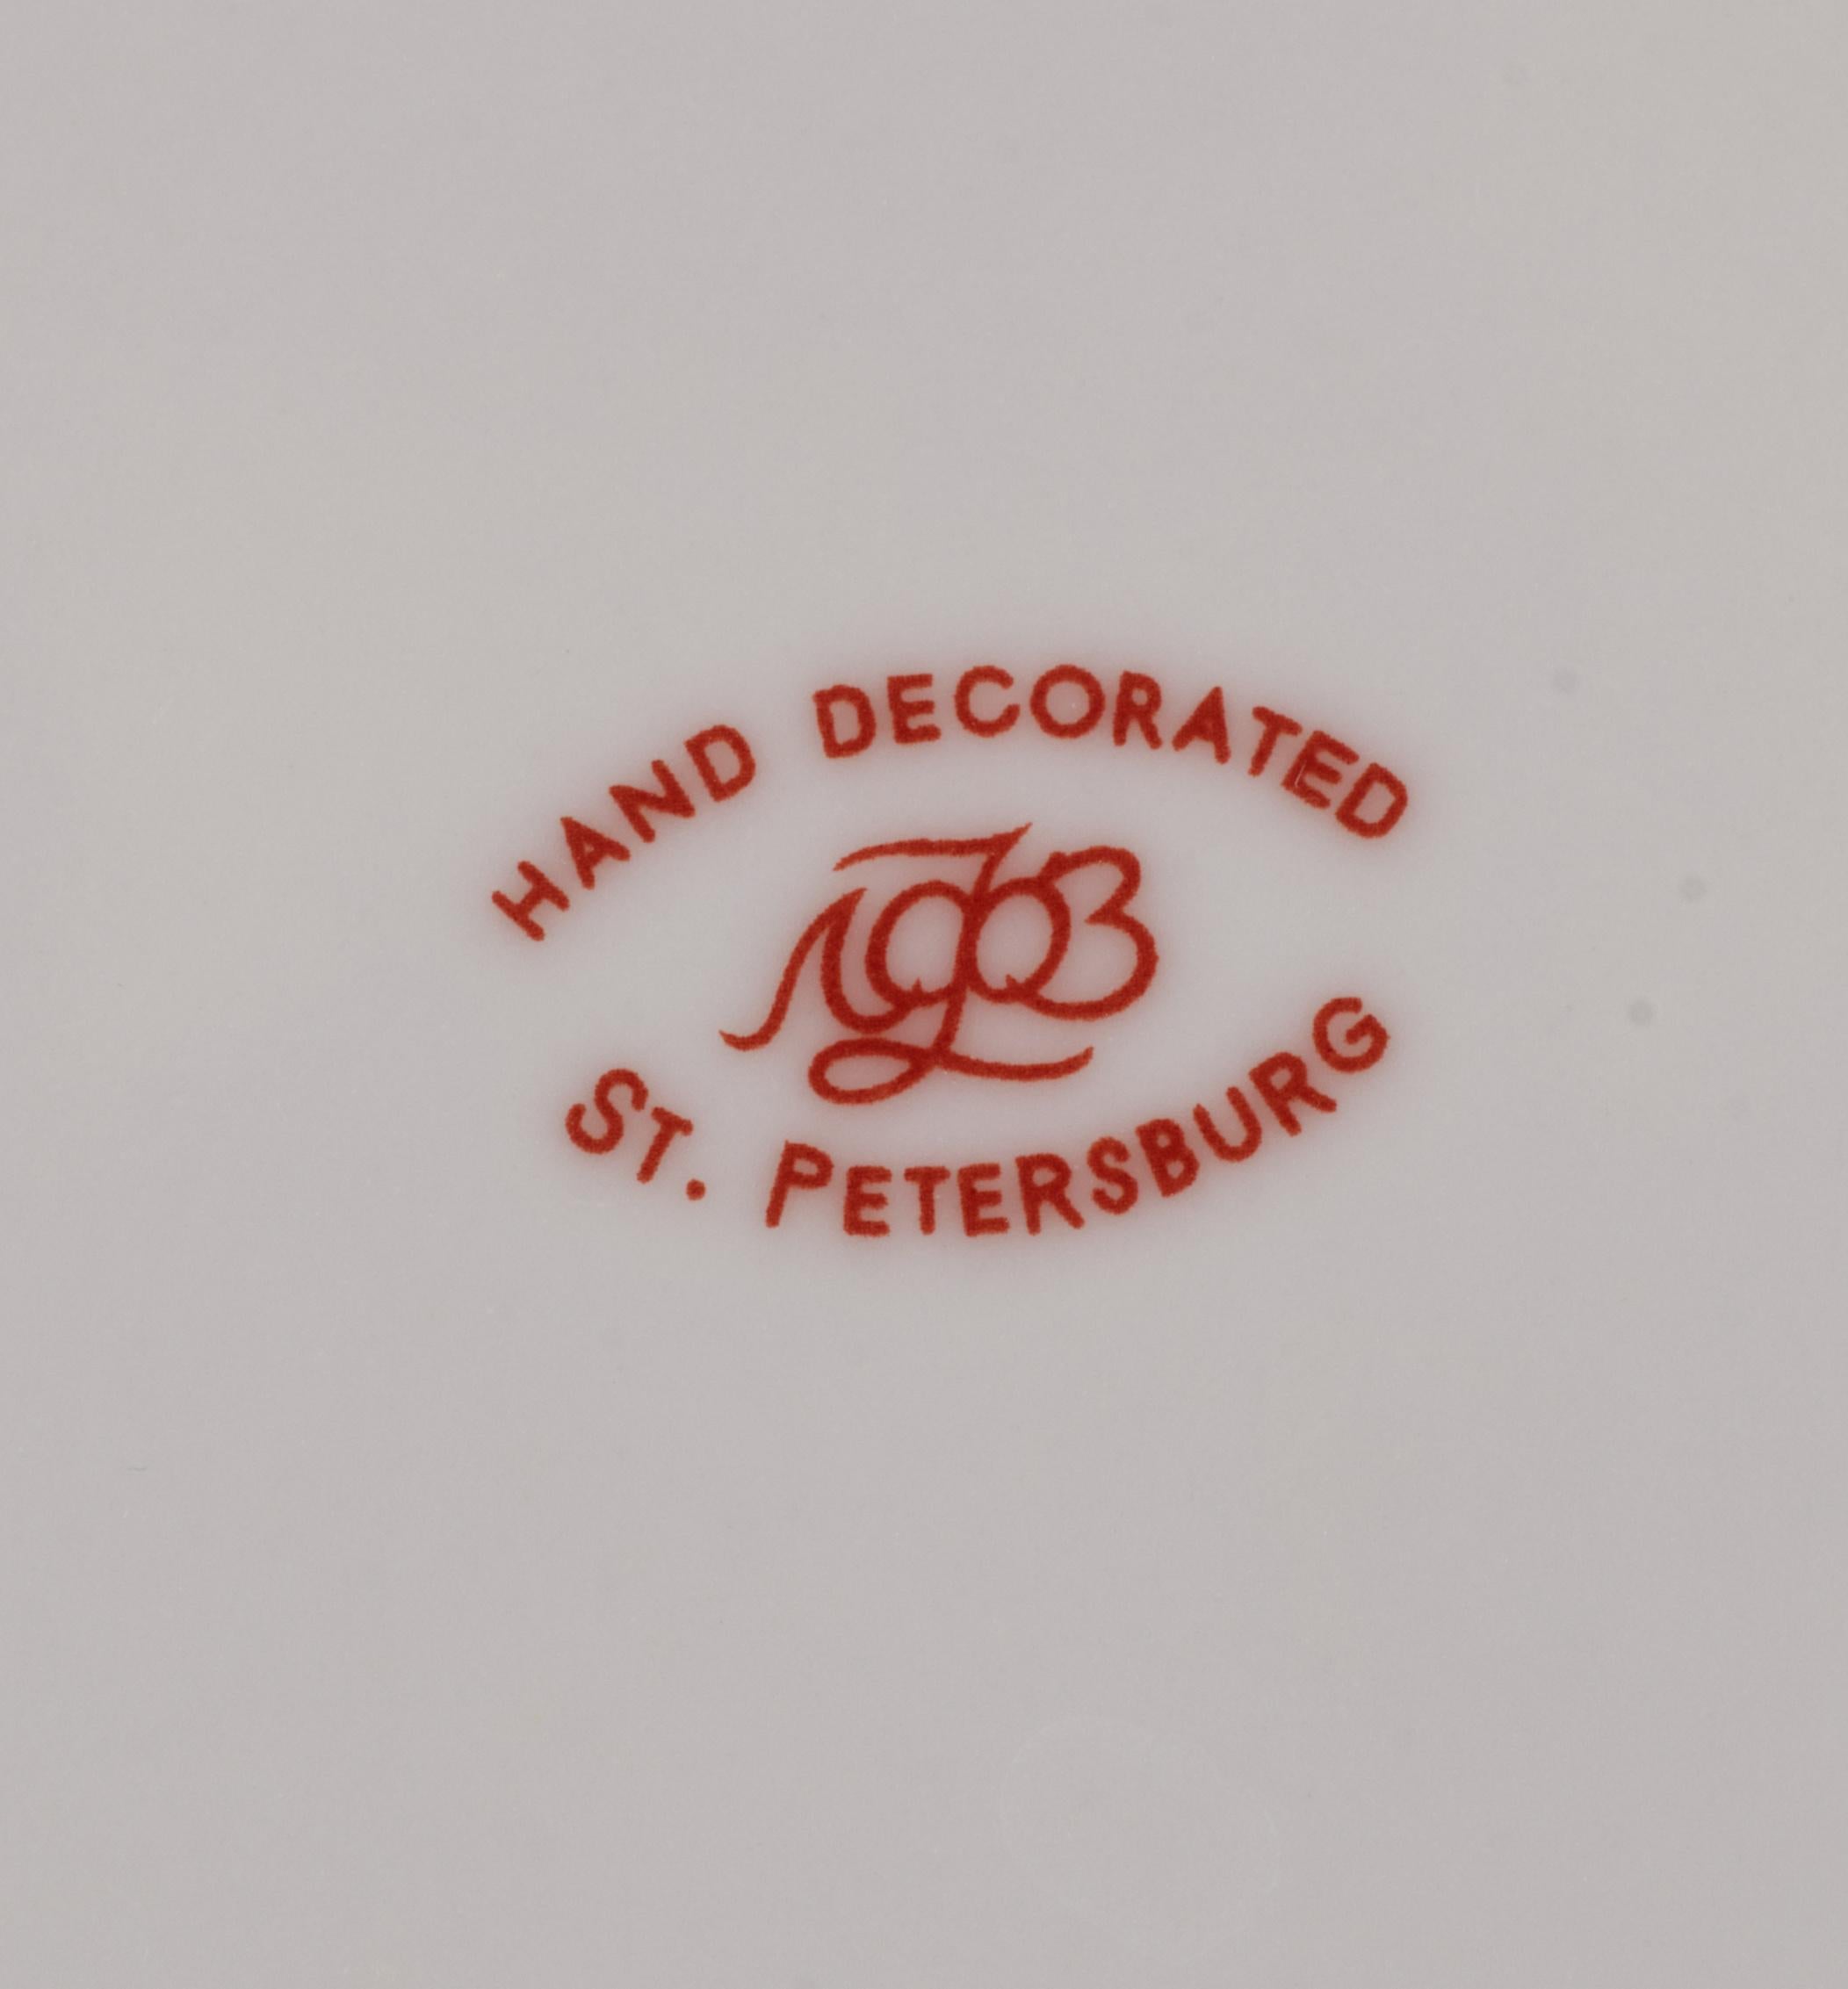 HAND DECORATED
ЛФЗ
ST. PETERSBURG